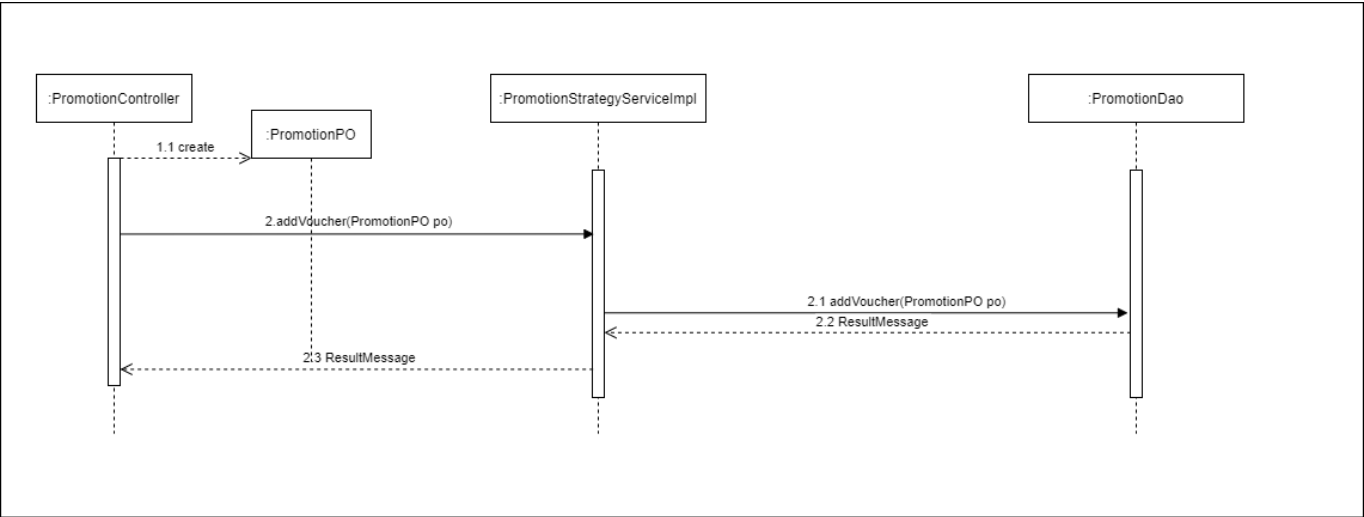 :PromotionController
:PromotionPO
:PromotionStrategyServiceImpl
:PromotionDao
1.1 create
2.addVoucher(PromotionPO po)
2.1 addVoucher(PromotionPO po)
2.2 ResultMessage
2.3 ResultMessage